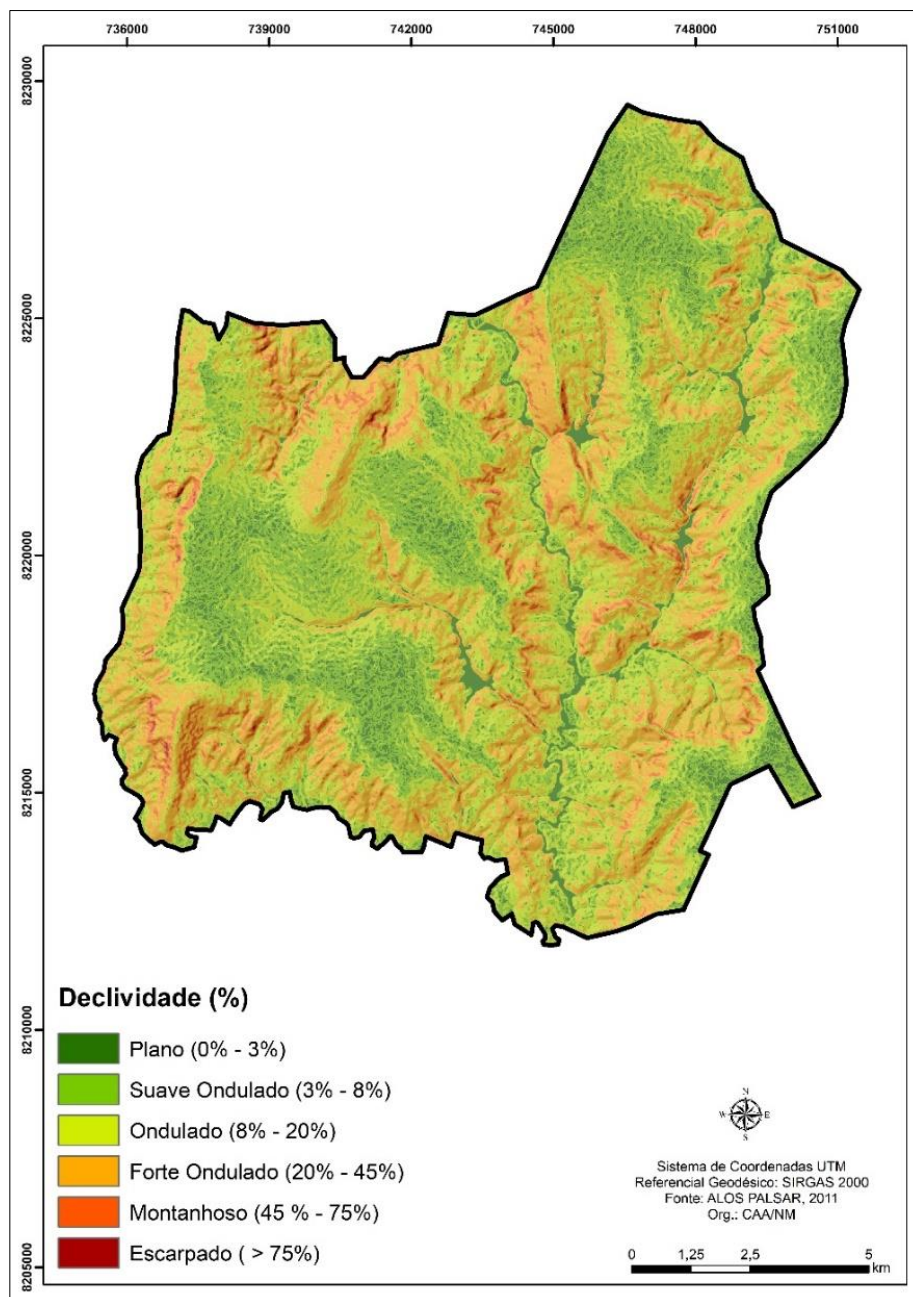 736000 739000 742000 745000 748000 751000
8230000
8225000
8220000
8215000
8210000
8205000
Declividade (%)
Plano (0% - 3%)
Suave Ondulado (3% - 8%)
Ondulado (8% - 20%)
Forte Ondulado (20% - 45%)
Montanhoso (45 % - 75%)
Escarpado ( > 75%)
N
W E
S
Sistema de Coordenadas UTM
Referencial Geodésico: SIRGAS 2000
Fonte: ALOS PALSAR, 2011
Org.: CAA/NM
0 1,25 2,5 5
km